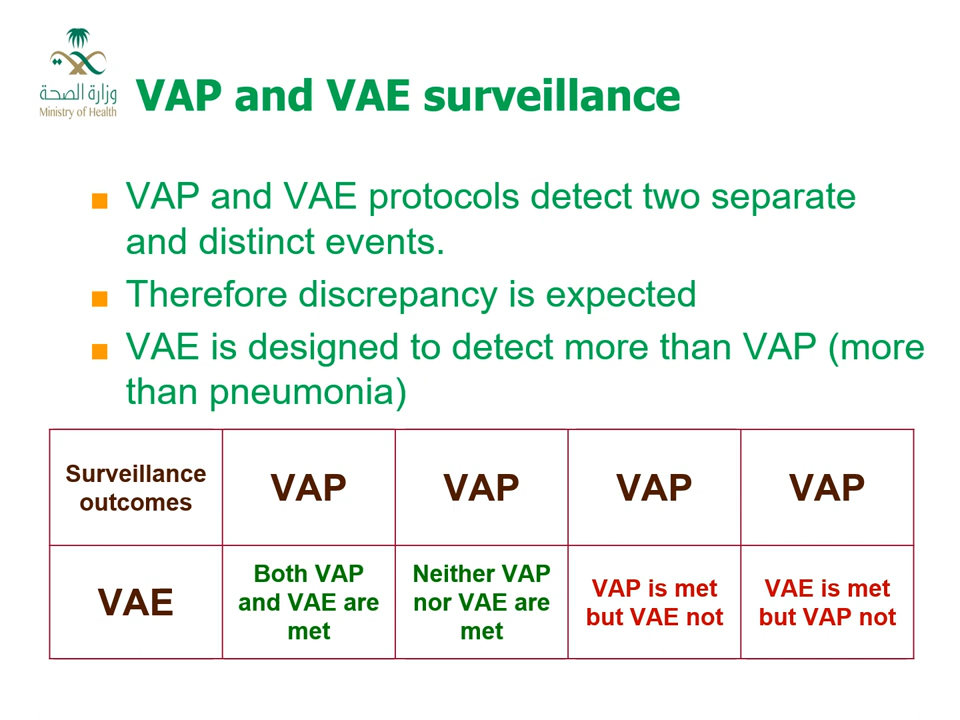 وزارة الصحة
Ministry of Health
VAP and VAE surveillance
VAP and VAE protocols detect two separate
and distinct events.
Therefore discrepancy is expected
VAE is designed to detect more than VAP (more
than pneumonia)
Surveillance
outcomes
VAP
VAP
VAP
VAP
VAE
Both VAP
and VAE are
met
Neither VAP
nor VAE are
met
VAP is met
but VAE not
VAE is met
but VAP not